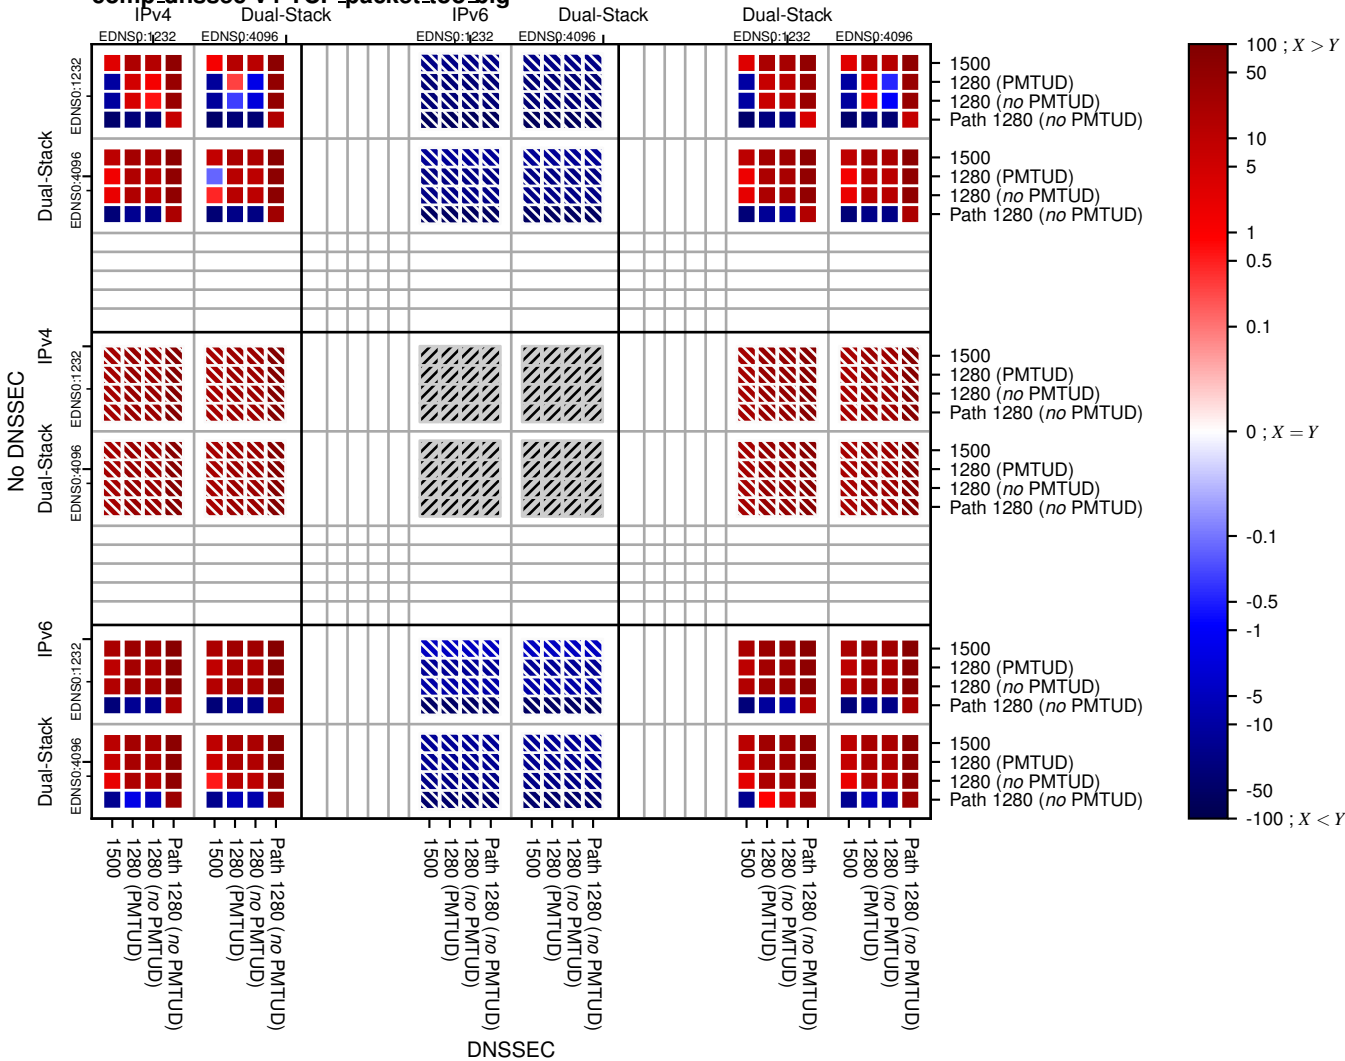 comp_dnssec-v4 TCP_packet_too_big
IPv4 Dual-Stack IPv6 Dual-Stack Dual-Stack
EDNS0:1232 EDNS0:4096 EDNS0:1232 EDNS0:4096 EDNS0:1232 EDNS0:4096
No DNSSEC
Dual-Stack
EDNS0:1232
1500
1280 (PMTUD)
1280 (no PMTUD)
Path 1280 (no PMTUD)
EDNS0:4096
1500
1280 (PMTUD)
1280 (no PMTUD)
Path 1280 (no PMTUD)
IPv4
Dual-Stack
EDNS0:1232
1500
1280 (PMTUD)
1280 (no PMTUD)
Path 1280 (no PMTUD)
EDNS0:4096
1500
1280 (PMTUD)
1280 (no PMTUD)
Path 1280 (no PMTUD)
IPv6
Dual-Stack
EDNS0:1232
1500
1280 (PMTUD)
1280 (no PMTUD)
Path 1280 (no PMTUD)
EDNS0:4096
1500
1280 (PMTUD)
1280 (no PMTUD)
Path 1280 (no PMTUD)
100 ; X > Y
50
10
5
1
0.5
0.1
0 ; X = Y
-0.1
-0.5
-1
-5
-10
-50
-100 ; X < Y
1500
1280 (PMTUD)
1280 (no PMTUD)
Path 1280 (no PMTUD)
1500
1280 (PMTUD)
1280 (no PMTUD)
Path 1280 (no PMTUD)
1500
1280 (PMTUD)
1280 (no PMTUD)
Path 1280 (no PMTUD)
1500
1280 (PMTUD)
1280 (no PMTUD)
Path 1280 (no PMTUD)
1500
1280 (PMTUD)
1280 (no PMTUD)
Path 1280 (no PMTUD)
1500
1280 (PMTUD)
1280 (no PMTUD)
Path 1280 (no PMTUD)
DNSSEC